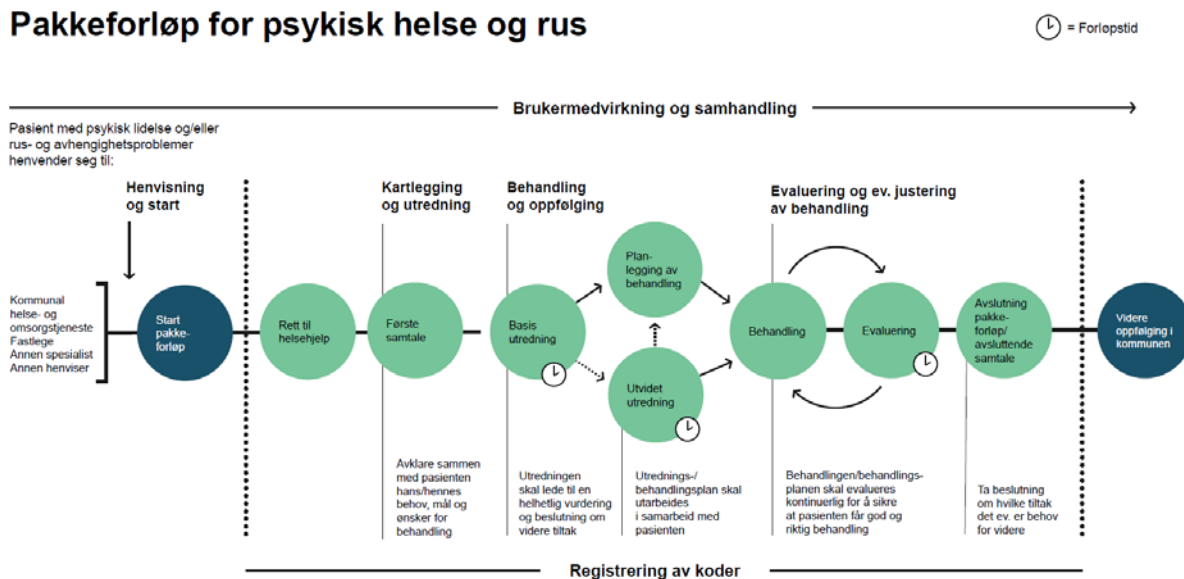 Pakkeforløp for psykisk helse og rus
= Forløpstid
Brukermedvirkning og samhandling
Pasient med psykisk lidelse og/eller
rus- og avhengighetsproblemer
henvender seg til:
Henvisning
og start
Kartlegging
og utredning
Behandling
og oppfølging
Evaluering og ev. justering
av behandling
Kommunal
helse- og
omsorgstjeneste
Fastlege
Annen spesialist
Annen henviser
Start
pakke-
forløp
Rett til
helsehjelp
Første
samtale
Basis
utredning
Plan-
legging av
behandling
Utvidet
utredning
Behandling
Evaluering
Avslutning
pakke-
forløp/
avsluttende
samtale
Videre
oppfølging i
kommunen
Avklare sammen
med pasienten
hans/hennes
behov, mål og
ønsker for
behandling
Utredningen
skal lede til en
helhetlig vurdering
og beslutning om
videre tiltak
Utrednings-/
behandlingsplan skal
utarbeides
i samarbeid med
pasienten
Behandlingen/behandlings-
planen skal evalueres
kontinuerlig for å sikre
at pasienten får god og
riktig behandling
Ta beslutning
om hvilke tiltak
det ev. er behov
for videre
Registrering av koder